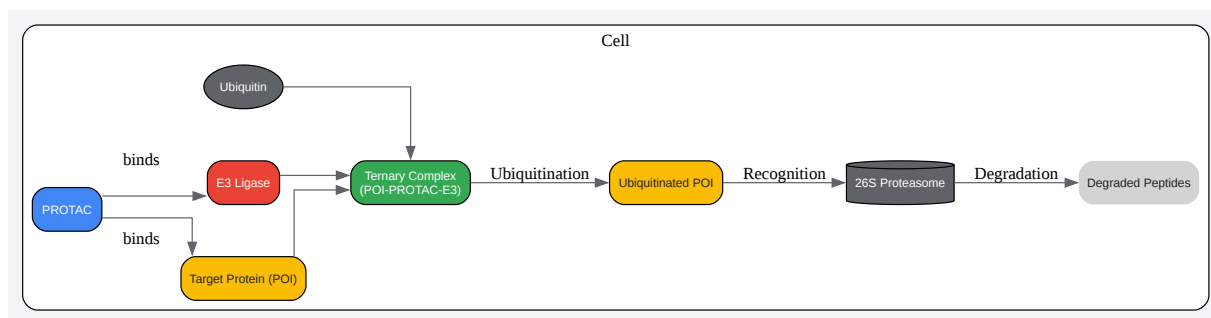 Cell
Ubiquitin
binds
E3 Ligase
Ternary Complex
(POI-PROTAC-E3)
Ubiquitination
Ubiquitinated POI
Recognition
26S Proteasome
Degradation
Degraded Peptides
PROTAC
binds
Target Protein (POI)